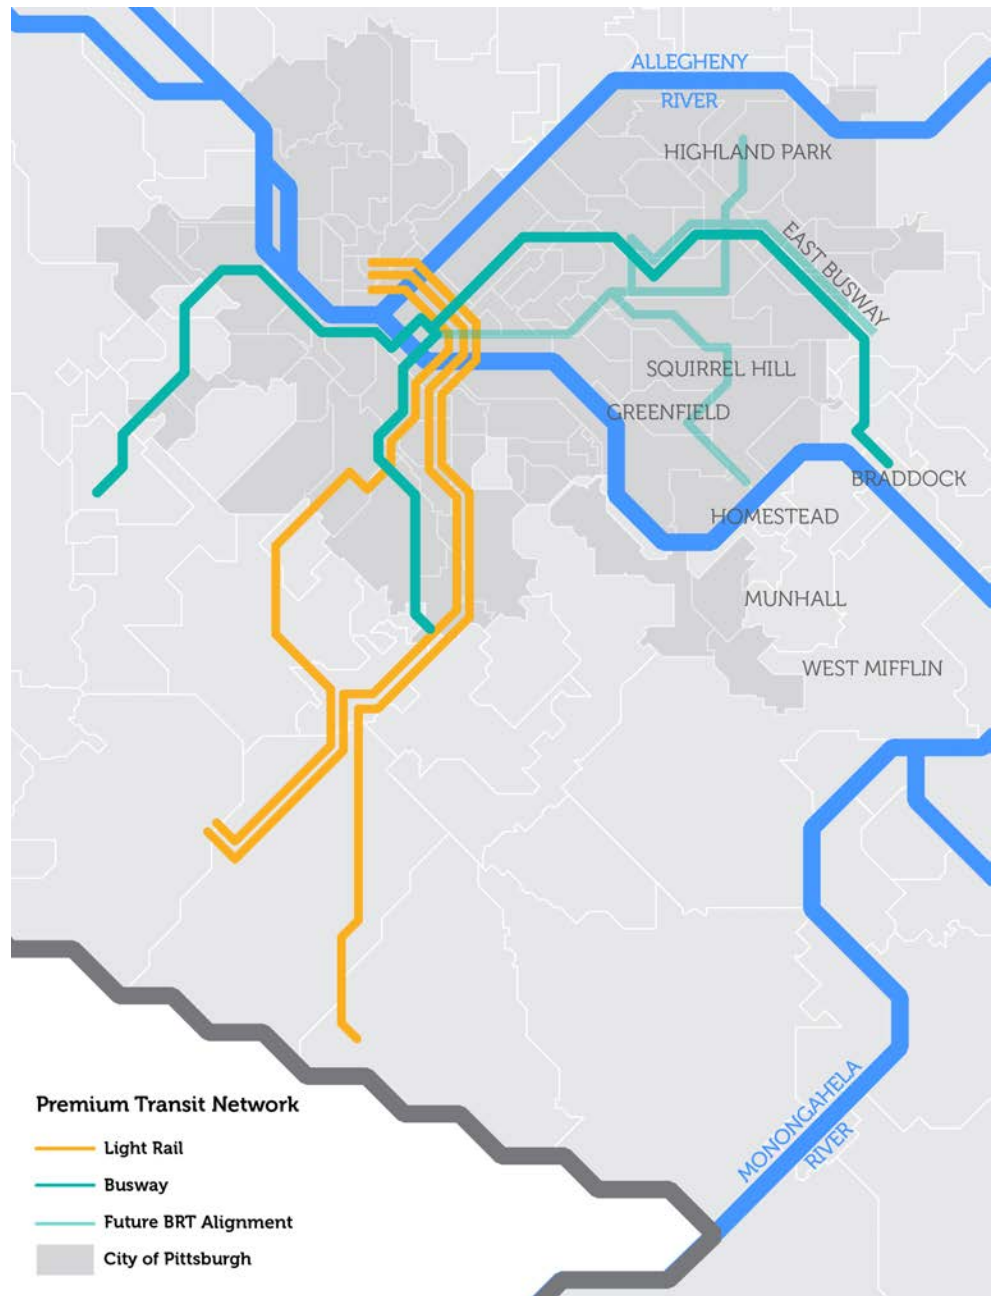 ALLEGHENY
RIVER
HIGHLAND PARK
EAST BUSWAY
SQUIRREL HILL
GREENFIELD
BRADDOCK
HOMESTEAD
MUNHALL
WEST MIFFLIN
MONONGAHELA
RIVER
Premium Transit Network
Light Rail
Busway
Future BRT Alignment
City of Pittsburgh